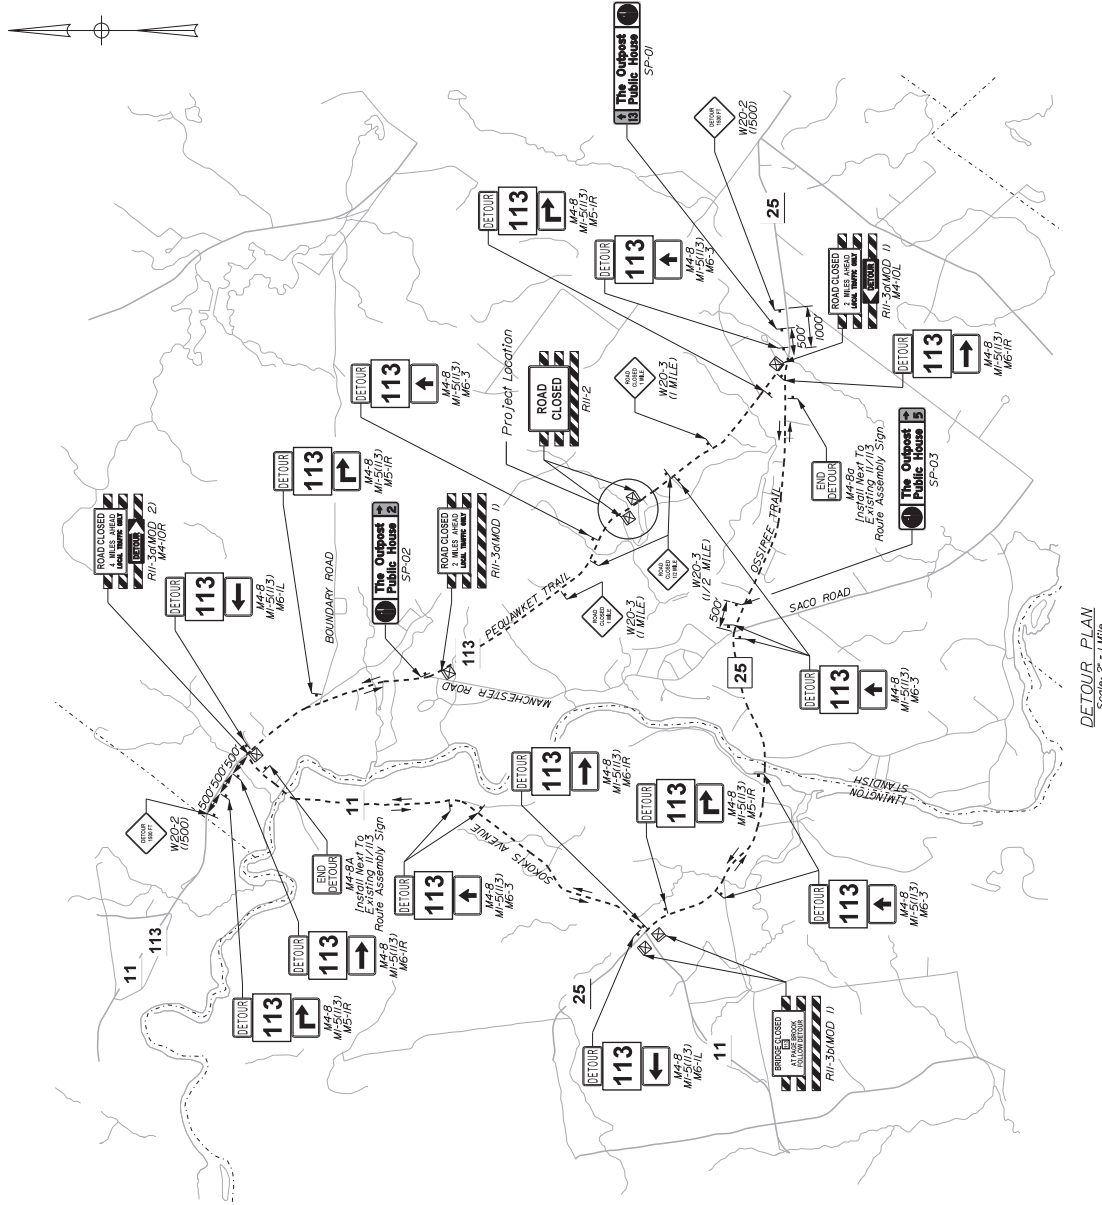 The Outpost
Public House
13
SP-01
DETOUR
1500 FT
W20-2
(1500)
25
DETOUR
113
M4-8
M1-5(113)
M5-1R
DETOUR
113
M4-8
M1-5(113)
M6-3
ROAD CLOSED
2 MILES AHEAD
LOCAL TRAFFIC ONLY
DETOUR
R11-3a(MOD 1)
M4-10L
500'
1000'
DETOUR
113
M4-8
M1-5(113)
M6-1R
Project Location
ROAD
CLOSED
R11-2
ROAD
CLOSED
1 MILE
W20-3
(1 MILE)
DETOUR
113
M4-8
M1-5(113)
M6-3
END
DETOUR
M4-8a
Install Next To
Existing 11/113
Route Assembly Sign
The Outpost
Public House
5
SP-03
DETOUR
113
M4-8
M1-5(113)
M5-1R
The Outpost
Public House
2
SP-02
ROAD CLOSED
2 MILES AHEAD
LOCAL TRAFFIC ONLY
R11-3a(MOD 1)
ROAD CLOSED
4 MILES AHEAD
LOCAL TRAFFIC ONLY
DETOUR
R11-3a(MOD 2)
M4-10R
DETOUR
113
M4-8
M1-5(113)
M6-1L
BOUNDARY ROAD
PEQUAWKET TRAIL
113
MANCHESTER ROAD
ROAD
CLOSED
1 MILE
W20-3
(1 MILE)
ROAD
CLOSED
1/2 MILE
W20-3
(1/2 MILE)
OSSIPEE TRAIL
500'
SACO ROAD
25
DETOUR
113
M4-8
M1-5(113)
M6-3
500'
500'
500'
DETOUR
1500 FT
W20-2
(1500)
11
SOKOKIS AVENUE
DETOUR
113
M4-8
M1-5(113)
M6-1R
DETOUR
113
M4-8
M1-5(113)
M5-1R
LIMINGTON
STANDISH
END
DETOUR
M4-8A
Install Next To
Existing 11/113
Route Assembly Sign
DETOUR
113
M4-8
M1-5(113)
M6-3
DETOUR
113
M4-8
M1-5(113)
M6-3
113
11
DETOUR
113
M4-8
M1-5(113)
M6-1R
DETOUR
113
M4-8
M1-5(113)
M5-1R
25
11
DETOUR
113
M4-8
M1-5(113)
M6-1L
BRIDGE CLOSED
113
AT PAGE BROOK
FOLLOW DETOUR
R11-3b(MOD 1)
DETOUR PLAN
Scale: 2" = 1 Mile